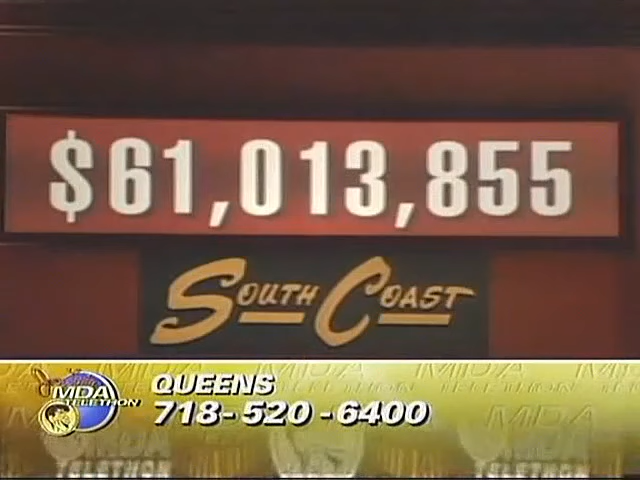 $61,013,855
SOUTH COAST
MDA
TELETHON
QUEENS
718-520-6400